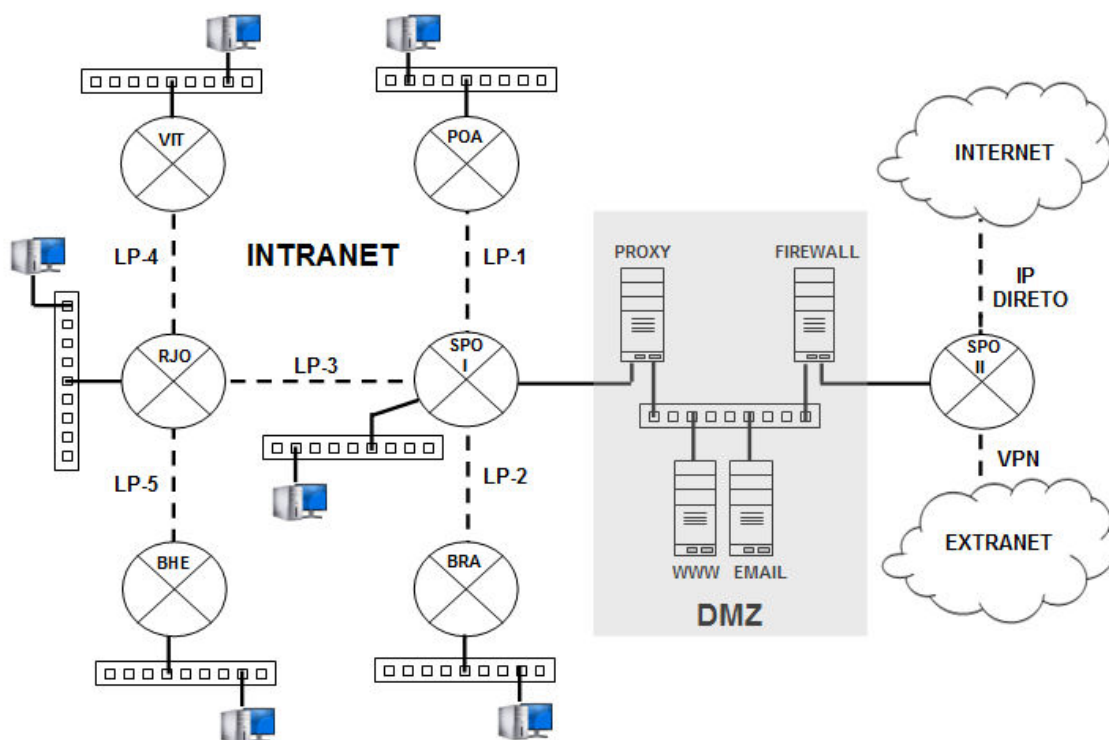 VIT
POA
INTERNET
LP-4
INTRANET
LP-1
PROXY
FIREWALL
IP
DIRETO
RJO
LP-3
SPO
I
SPO
II
LP-5
LP-2
VPN
BHE
BRA
WWW
EMAIL
EXTRANET
DMZ